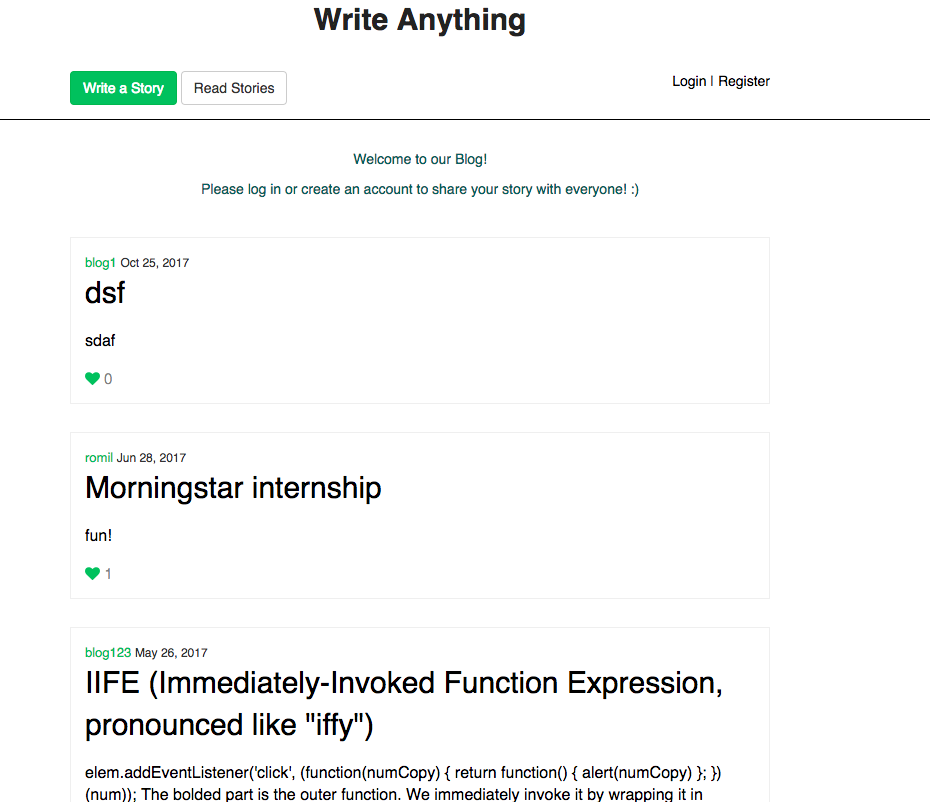 Write Anything
Write a Story Read Stories Login | Register
Welcome to our Blog!
Please log in or create an account to share your story with everyone! :)
blog1 Oct 25, 2017
dsf
sdaf
0
romil Jun 28, 2017
Morningstar internship
fun!
1
blog123 May 26, 2017
IIFE (Immediately-Invoked Function Expression,
pronounced like "iffy")
elem.addEventListener('click', (function(numCopy) { return function() { alert(numCopy) }; })
(num)); The bolded part is the outer function. We immediately invoke it by wrapping it in